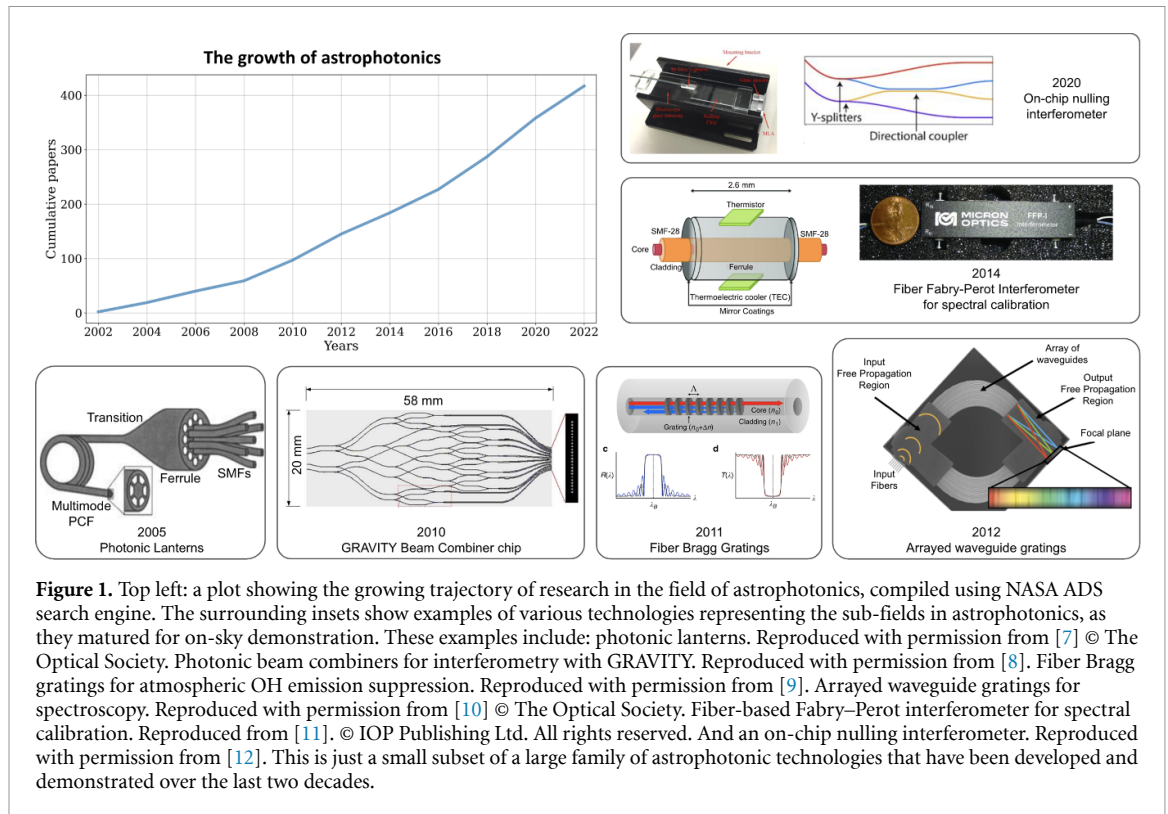 The growth of astrophotonics
Cumulative papers
400
300
200
100
0
2002 2004 2006 2008 2010 2012 2014 2016 2018 2020 2022
Years
Mounting bracket
MLA
Y-splitters
Directional coupler
2020
On-chip nulling
interferometer
2.6 mm
Thermistor
SMF-28
SMF-28
Core
Cladding
Ferrule
Thermoelectric cooler (TEC)
Mirror Coatings
MICRON
OPTICS
FFP-I
Interferometer
2014
Fiber Fabry-Perot Interferometer
for spectral calibration
Transition
Ferrule
SMFs
Multimode
PCF
2005
Photonic Lanterns
58 mm
20 mm
2010
GRAVITY Beam Combiner chip
Λ
Core (n₀)
Cladding (n₁)
Grating (n₀+Δn)
c
R(λ)
λ
λB
d
T(λ)
λ
λB
2011
Fiber Bragg Gratings
Input
Free Propagation
Region
Array of
waveguides
Output
Free Propagation
Region
Focal plane
Input
Fibers
2012
Arrayed waveguide gratings
Figure 1. Top left: a plot showing the growing trajectory of research in the field of astrophotonics, compiled using NASA ADS
search engine. The surrounding insets show examples of various technologies representing the sub-fields in astrophotonics, as
they matured for on-sky demonstration. These examples include: photonic lanterns. Reproduced with permission from [7] © The
Optical Society. Photonic beam combiners for interferometry with GRAVITY. Reproduced with permission from [8]. Fiber Bragg
gratings for atmospheric OH emission suppression. Reproduced with permission from [9]. Arrayed waveguide gratings for
spectroscopy. Reproduced with permission from [10] © The Optical Society. Fiber-based Fabry–Perot interferometer for spectral
calibration. Reproduced from [11]. © IOP Publishing Ltd. All rights reserved. And an on-chip nulling interferometer. Reproduced
with permission from [12]. This is just a small subset of a large family of astrophotonic technologies that have been developed and
demonstrated over the last two decades.